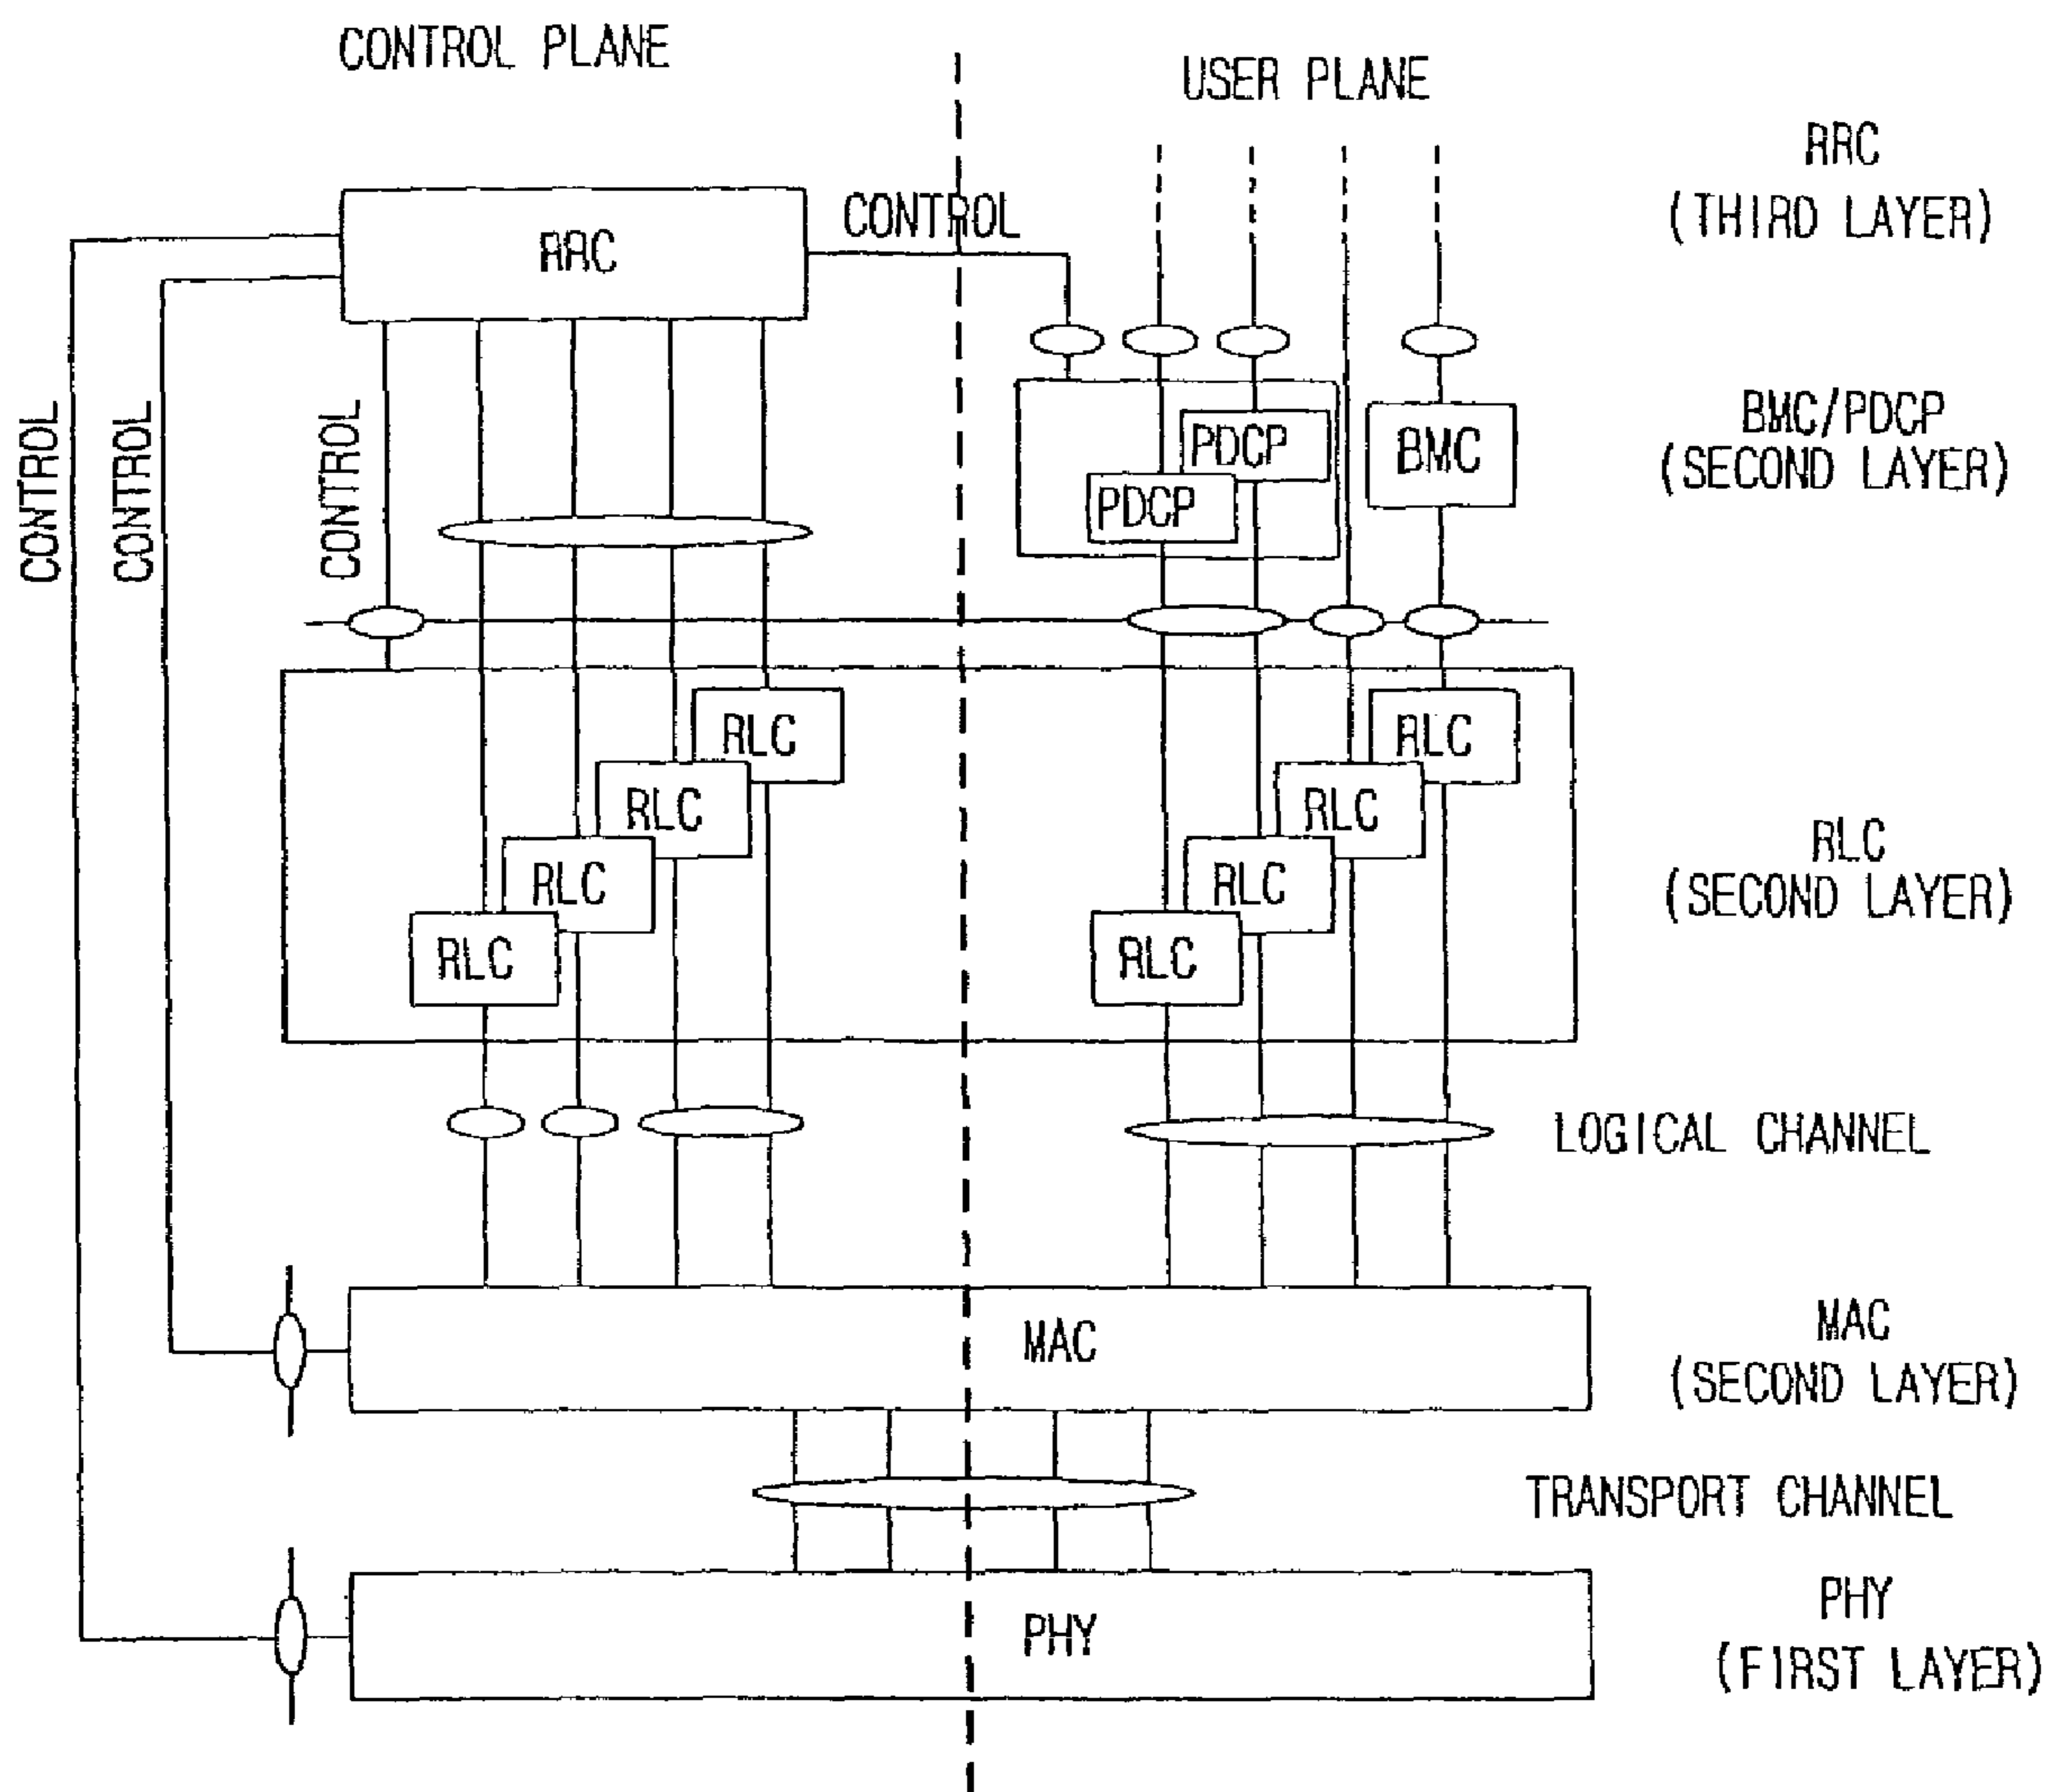 CONTROL PLANE
USER PLANE
RRC
(THIRD LAYER)
CONTROL
RRC
CONTROL
CONTROL
CONTROL
BMC/PDCP
(SECOND LAYER)
PDCP
BMC
PDCP
RLC
RLC
RLC
RLC
RLC
RLC
RLC
RLC
RLC
(SECOND LAYER)
LOGICAL CHANNEL
MAC
MAC
(SECOND LAYER)
TRANSPORT CHANNEL
PHY
PHY
(FIRST LAYER)